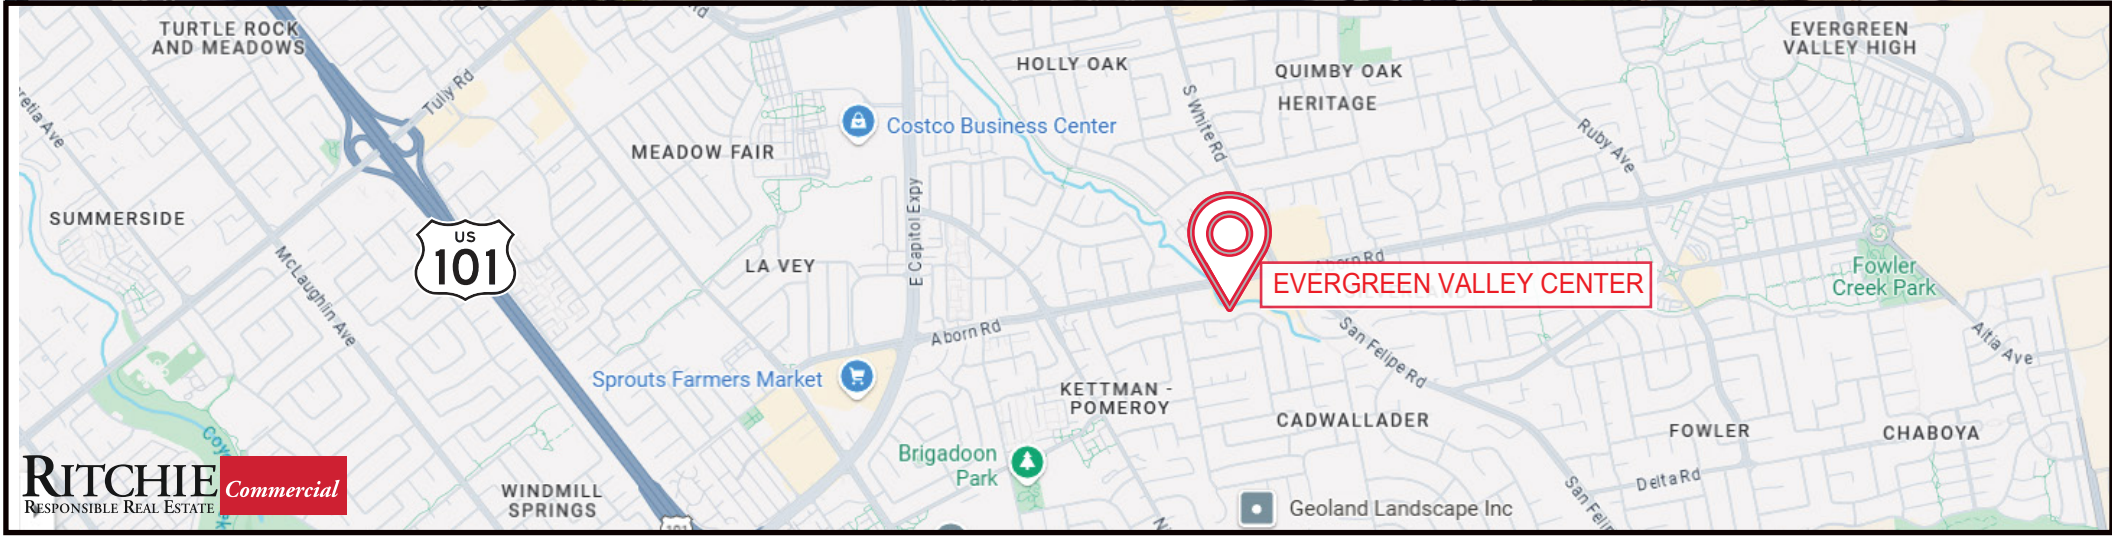 TURTLE ROCK
AND MEADOWS
Tully Rd
HOLLY OAK
QUIMBY OAK
HERITAGE
EVERGREEN
VALLEY HIGH
S White Rd
Ruby Ave
Costco Business Center
MEADOW FAIR
SUMMERSIDE
US
101
McLaughlin Ave
LA VEY
E Capitol Expy
EVERGREEN VALLEY CENTER
Fowler
Creek Park
Aborn Rd
San Felipe Rd
Altia Ave
Sprouts Farmers Market
KETTMAN -
POMEROY
CADWALLADER
FOWLER
CHABOYA
Brigadoon
Park
Delta Rd
WINDMILL
SPRINGS
Geoland Landscape Inc
RITCHIE Commercial
RESPONSIBLE REAL ESTATE